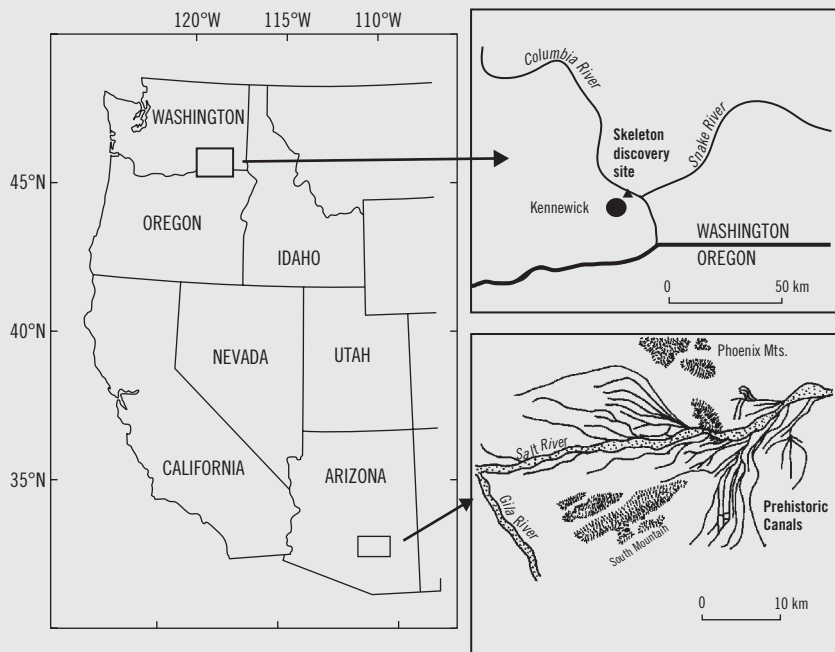 120°W 115°W 110°W
45°N
40°N
35°N
WASHINGTON
OREGON
IDAHO
NEVADA
UTAH
CALIFORNIA
ARIZONA
Columbia River
Snake River
Skeleton
discovery
site
Kennewick
WASHINGTON
OREGON
0 50 km
Phoenix Mts.
Salt River
Gila River
South Mountain
Prehistoric
Canals
0 10 km